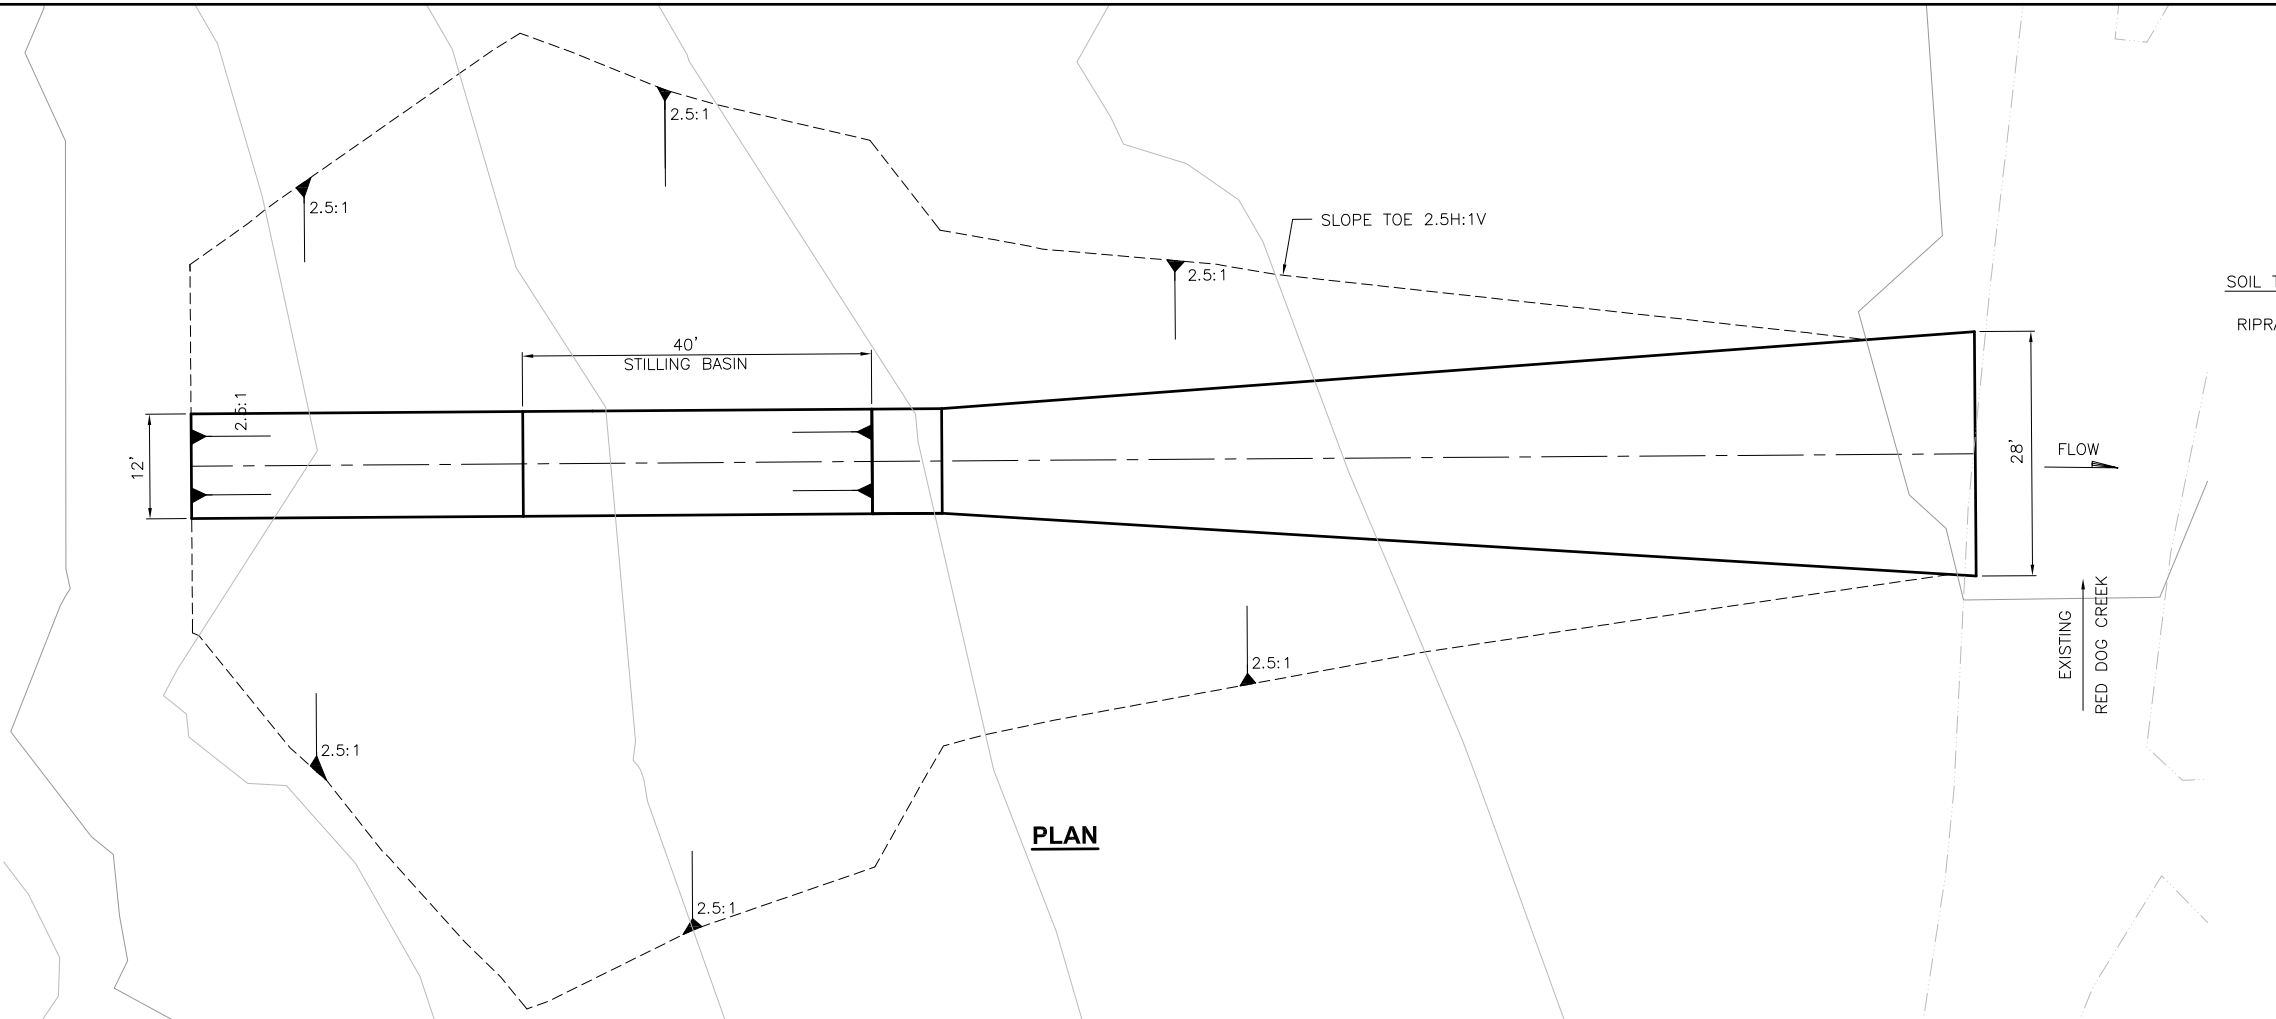 2.5:1
2.5:1
SLOPE TOE 2.5H:1V
2.5:1
SOIL
RIPRA
40'
STILLING BASIN
2.5:1
12'
28'
FLOW
EXISTING
RED DOG CREEK
2.5:1
2.5:1
PLAN
2.5:1